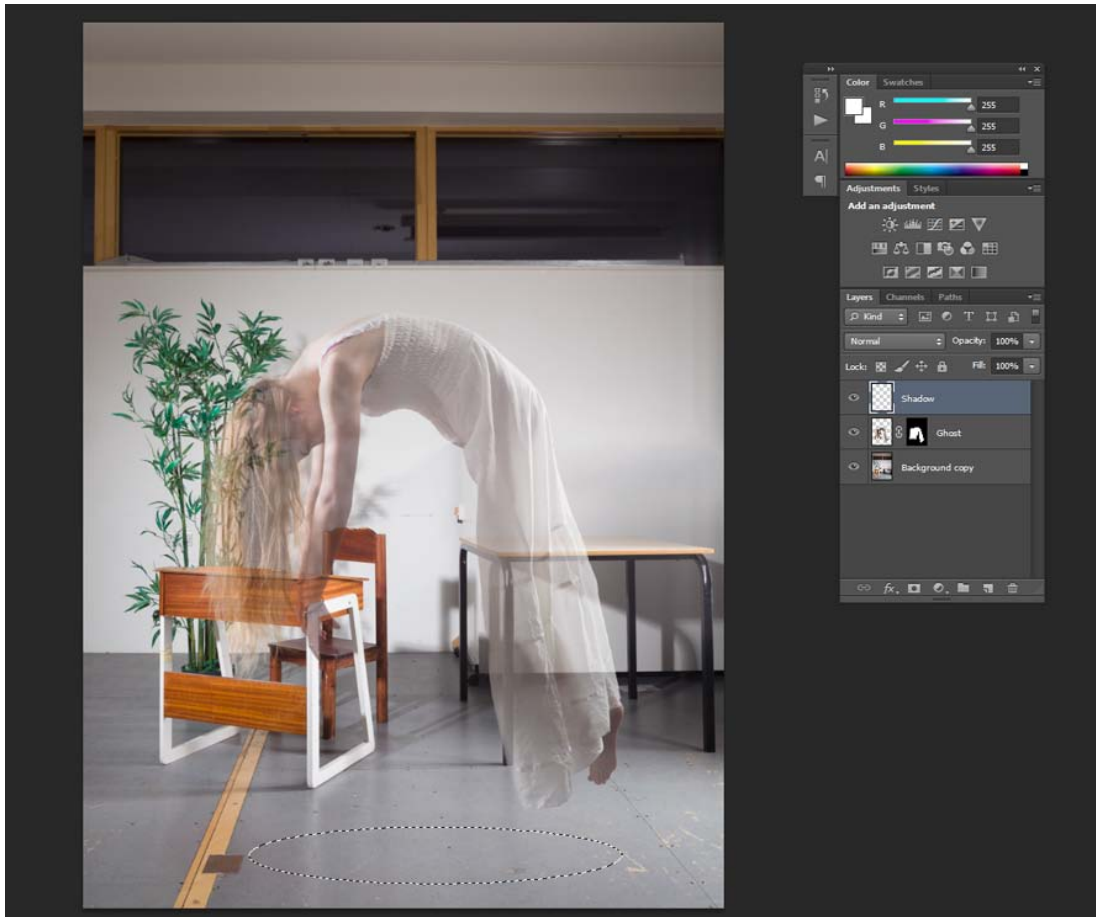 Color Swatches
R 255
G 255
B 255
A|
Adjustments Styles
Add an adjustment
Layers Channels Paths
Kind T
Normal Opacity: 100%
Lock: Fill: 100%
Shadow
Ghost
Background copy
fx.